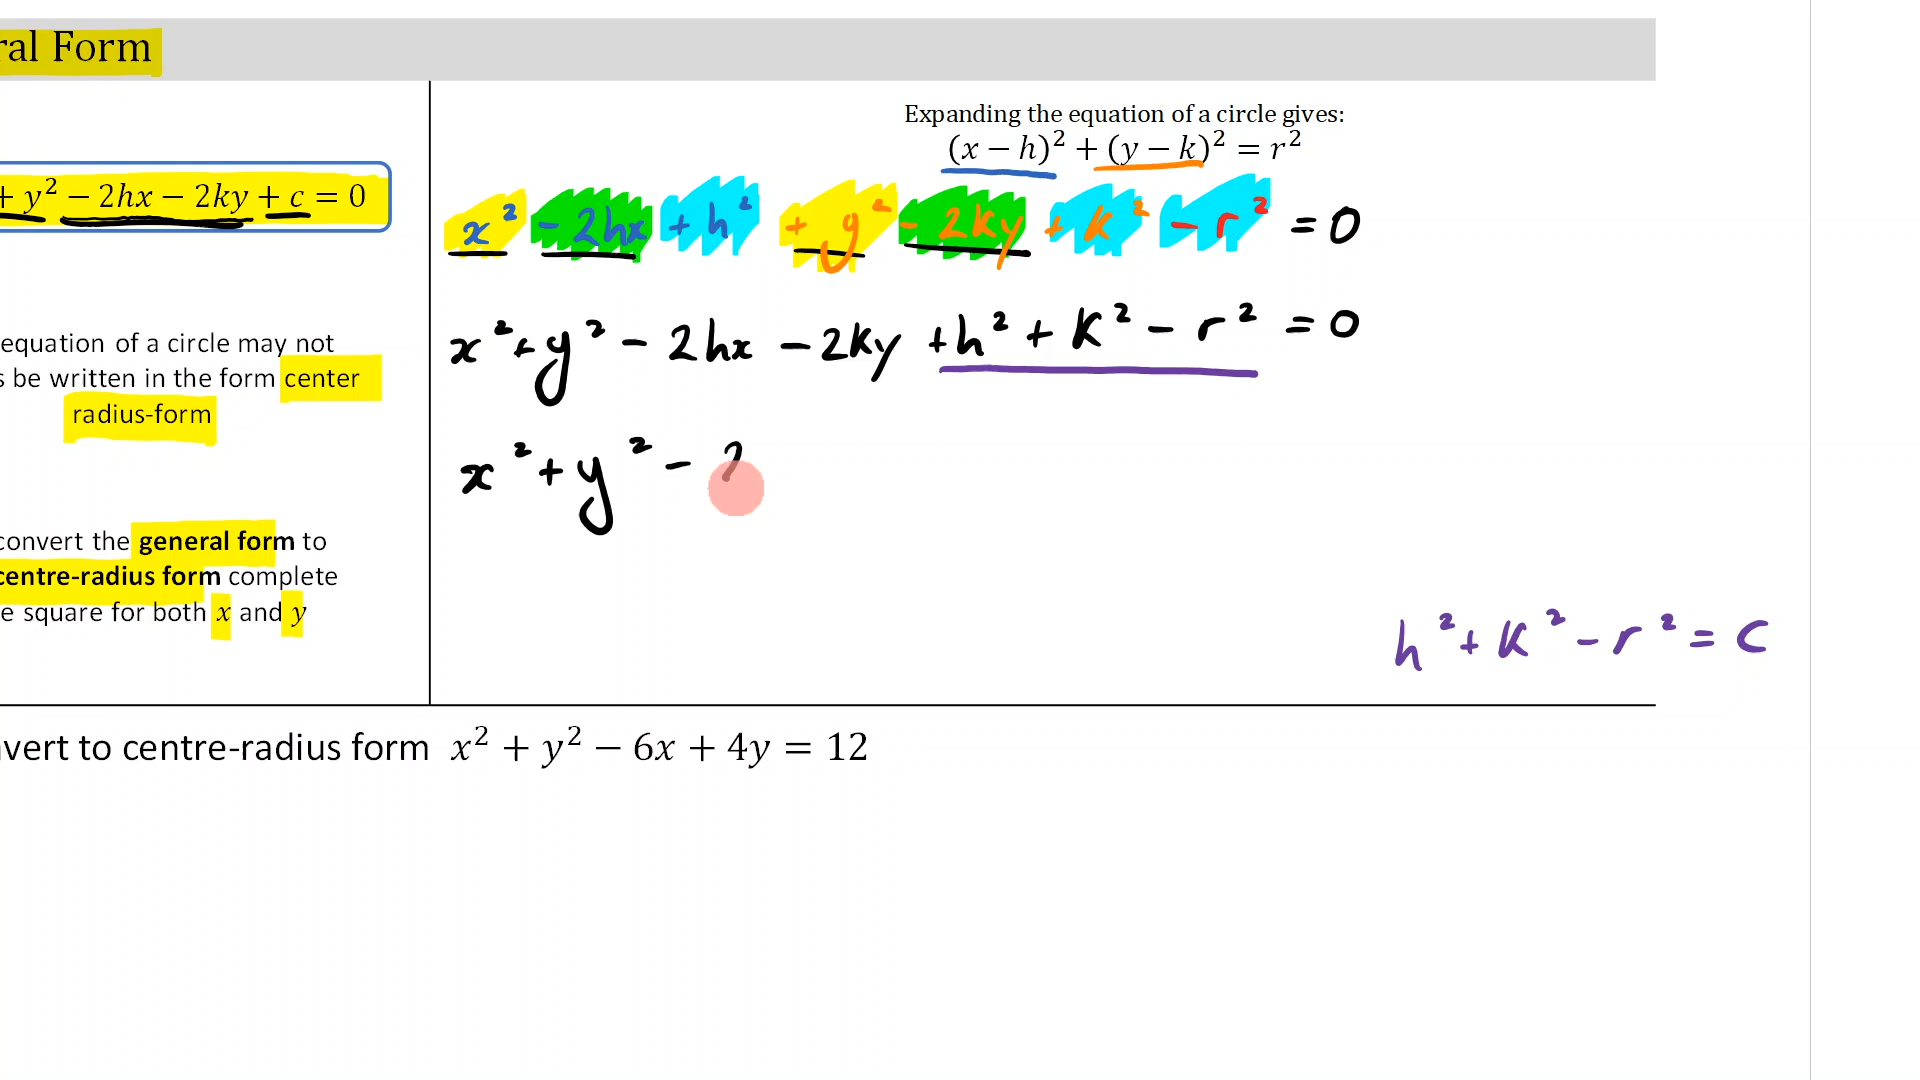 ral Form
+ y² − 2hx − 2ky + c = 0
equation of a circle may not
s be written in the form center
radius-form
convert the general form to
centre-radius form complete
e square for both x and y
Expanding the equation of a circle gives:
(x − h)² + (y − k)² = r²
x² − 2hx + h² + y² − 2ky + k² − r² = 0
x² + y² − 2hx − 2ky + h² + k² − r² = 0
x² + y² − 2
h² + k² − r² = c
vert to centre-radius form x² + y² − 6x + 4y = 12